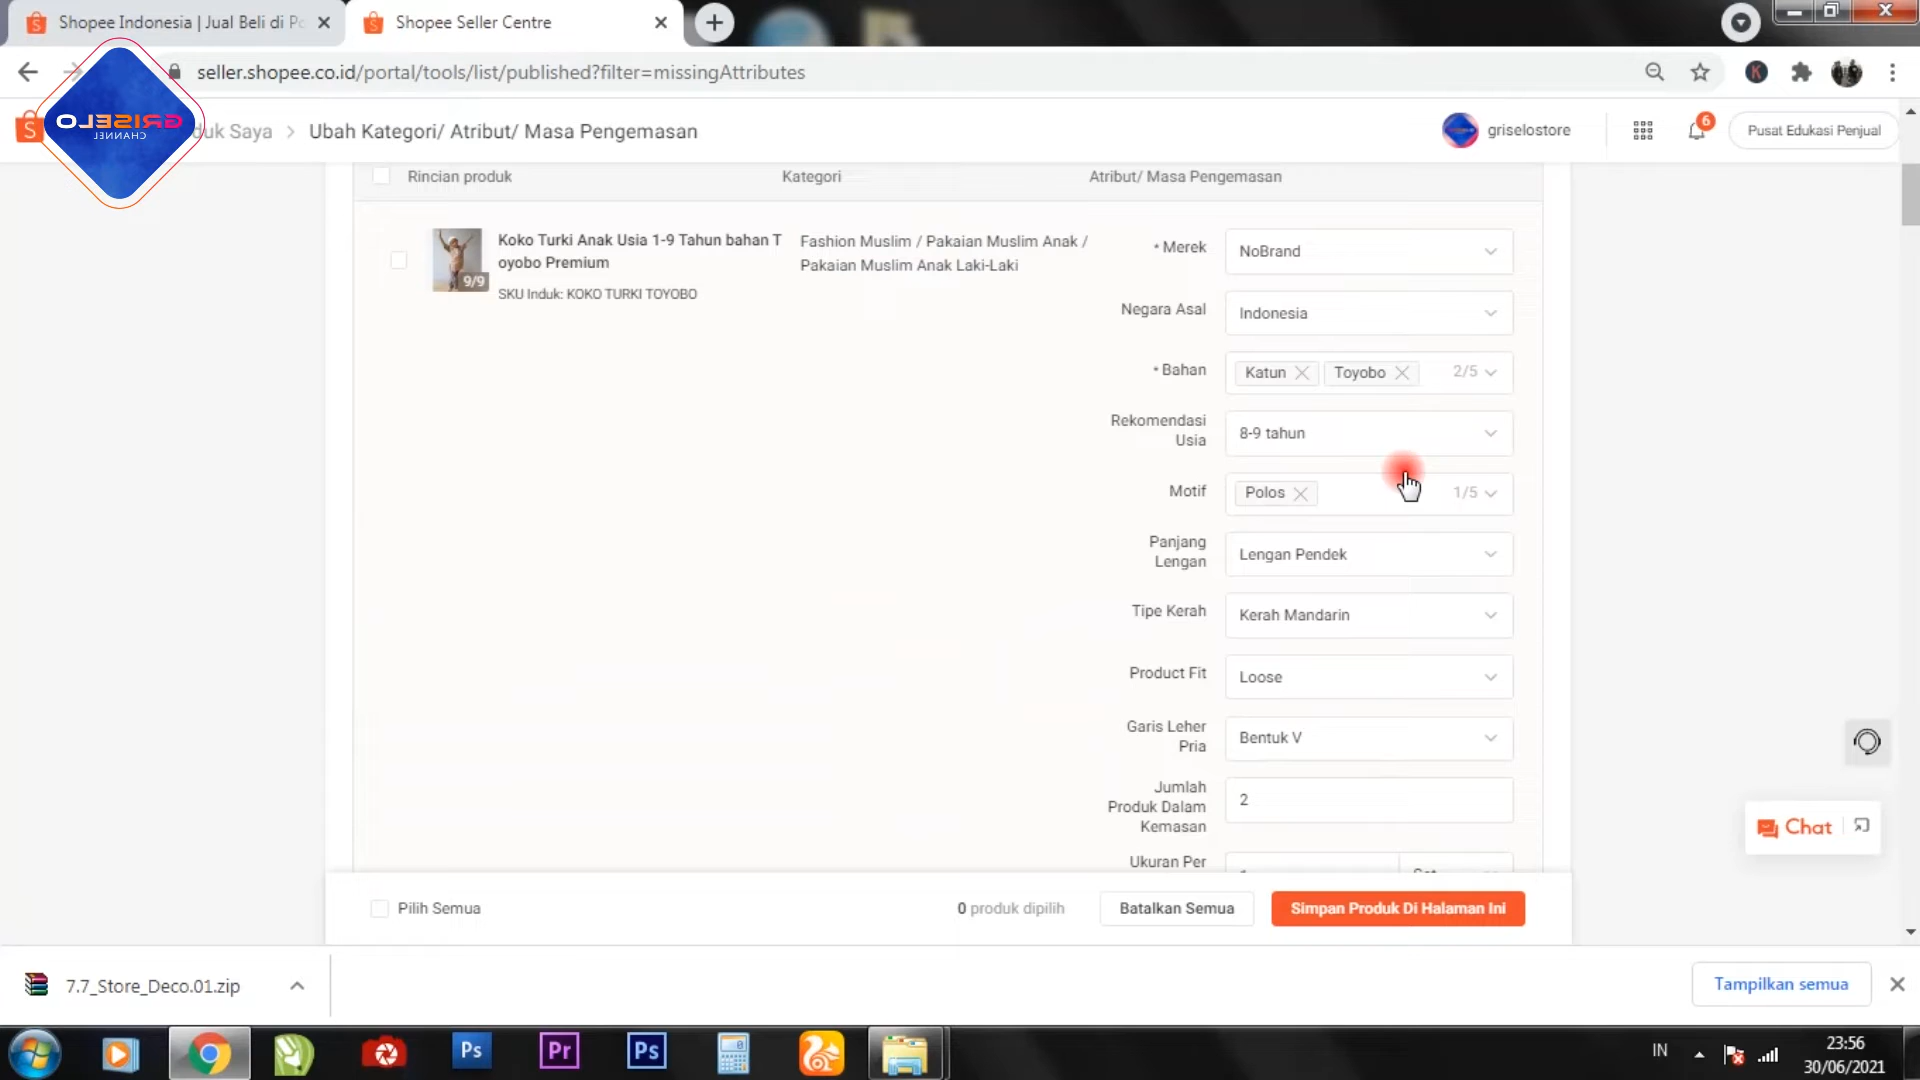 Shopee Indonesia | Jual Beli di Po
Shopee Seller Centre
seller.shopee.co.id/portal/tools/list/published?filter=missingAttributes
GRISELO
CHANNEL
duk Saya > Ubah Kategori/ Atribut/ Masa Pengemasan
griselostore
6
Pusat Edukasi Penjual
Rincian produk
Kategori
Atribut/ Masa Pengemasan
Koko Turki Anak Usia 1-9 Tahun bahan T
oyobo Premium
9/9
SKU Induk: KOKO TURKI TOYOBO
Fashion Muslim / Pakaian Muslim Anak /
Pakaian Muslim Anak Laki-Laki
* Merek
NoBrand
Negara Asal
Indonesia
* Bahan
Katun
Toyobo
2/5
Rekomendasi
Usia
8-9 tahun
Motif
Polos
1/5
Panjang
Lengan
Lengan Pendek
Tipe Kerah
Kerah Mandarin
Product Fit
Loose
Garis Leher
Pria
Bentuk V
Jumlah
Produk Dalam
Kemasan
2
Ukuran Per
Chat
Pilih Semua
0 produk dipilih
Batalkan Semua
Simpan Produk Di Halaman Ini
7.7_Store_Deco.01.zip
Tampilkan semua
Ps
Pr
Ps
IN
23:56
30/06/2021